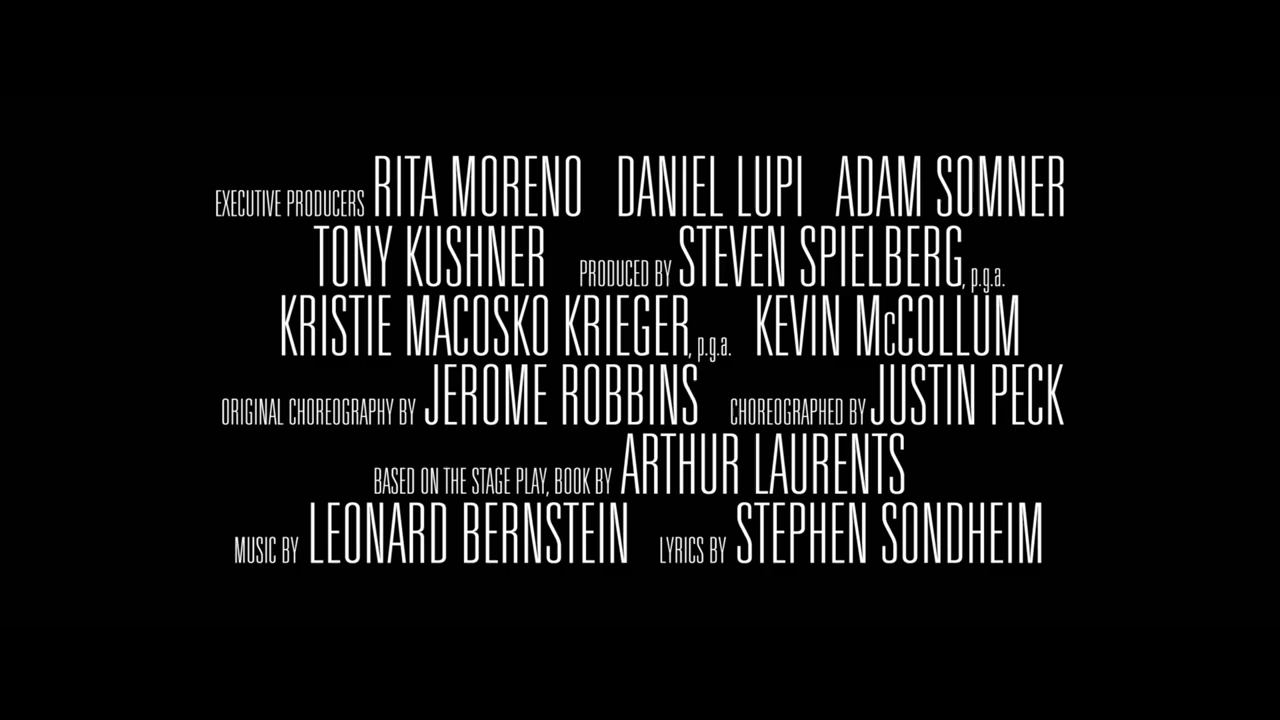 EXECUTIVE PRODUCERS RITA MORENO DANIEL LUPI ADAM SOMNER
TONY KUSHNER PRODUCED BY STEVEN SPIELBERG, p.g.a.
KRISTIE MACOSKO KRIEGER, p.g.a. KEVIN McCOLLUM
ORIGINAL CHOREOGRAPHY BY JEROME ROBBINS CHOREOGRAPHED BY JUSTIN PECK
BASED ON THE STAGE PLAY, BOOK BY ARTHUR LAURENTS
MUSIC BY LEONARD BERNSTEIN LYRICS BY STEPHEN SONDHEIM